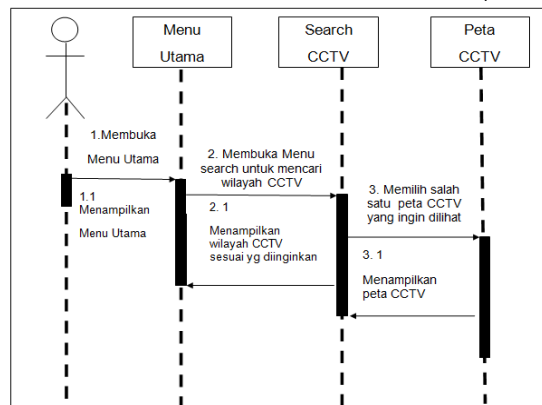 Menu
Utama
Search
CCTV
Peta
CCTV
1.Membuka
Menu Utama
1.1
Menampilkan
Menu Utama
2. Membuka Menu
search untuk mencari
wilayah CCTV
2. 1
Menampilkan
wilayah CCTV
sesuai yg diinginkan
3. Memilih salah
satu peta CCTV
yang ingin dilihat
3. 1
Menampilkan
peta CCTV